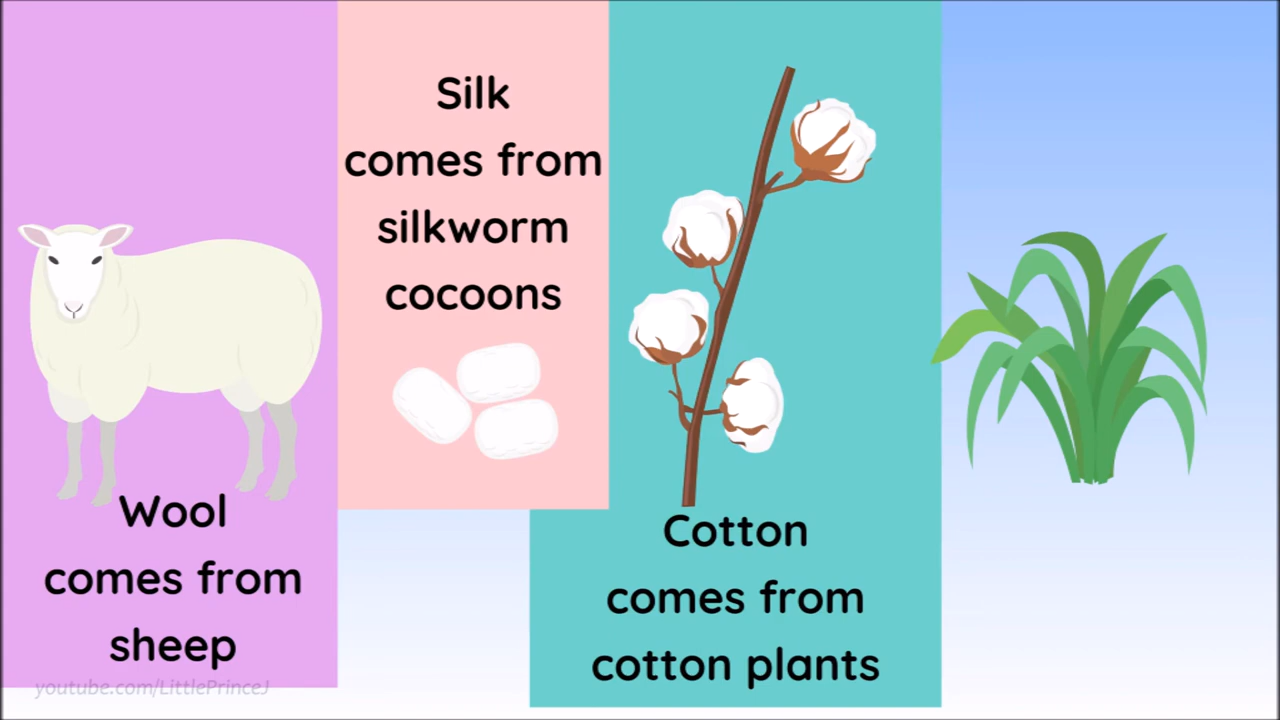 Silk
comes from
silkworm
cocoons
Wool
comes from
sheep
Cotton
comes from
cotton plants
youtube.com/LittlePrinceJ